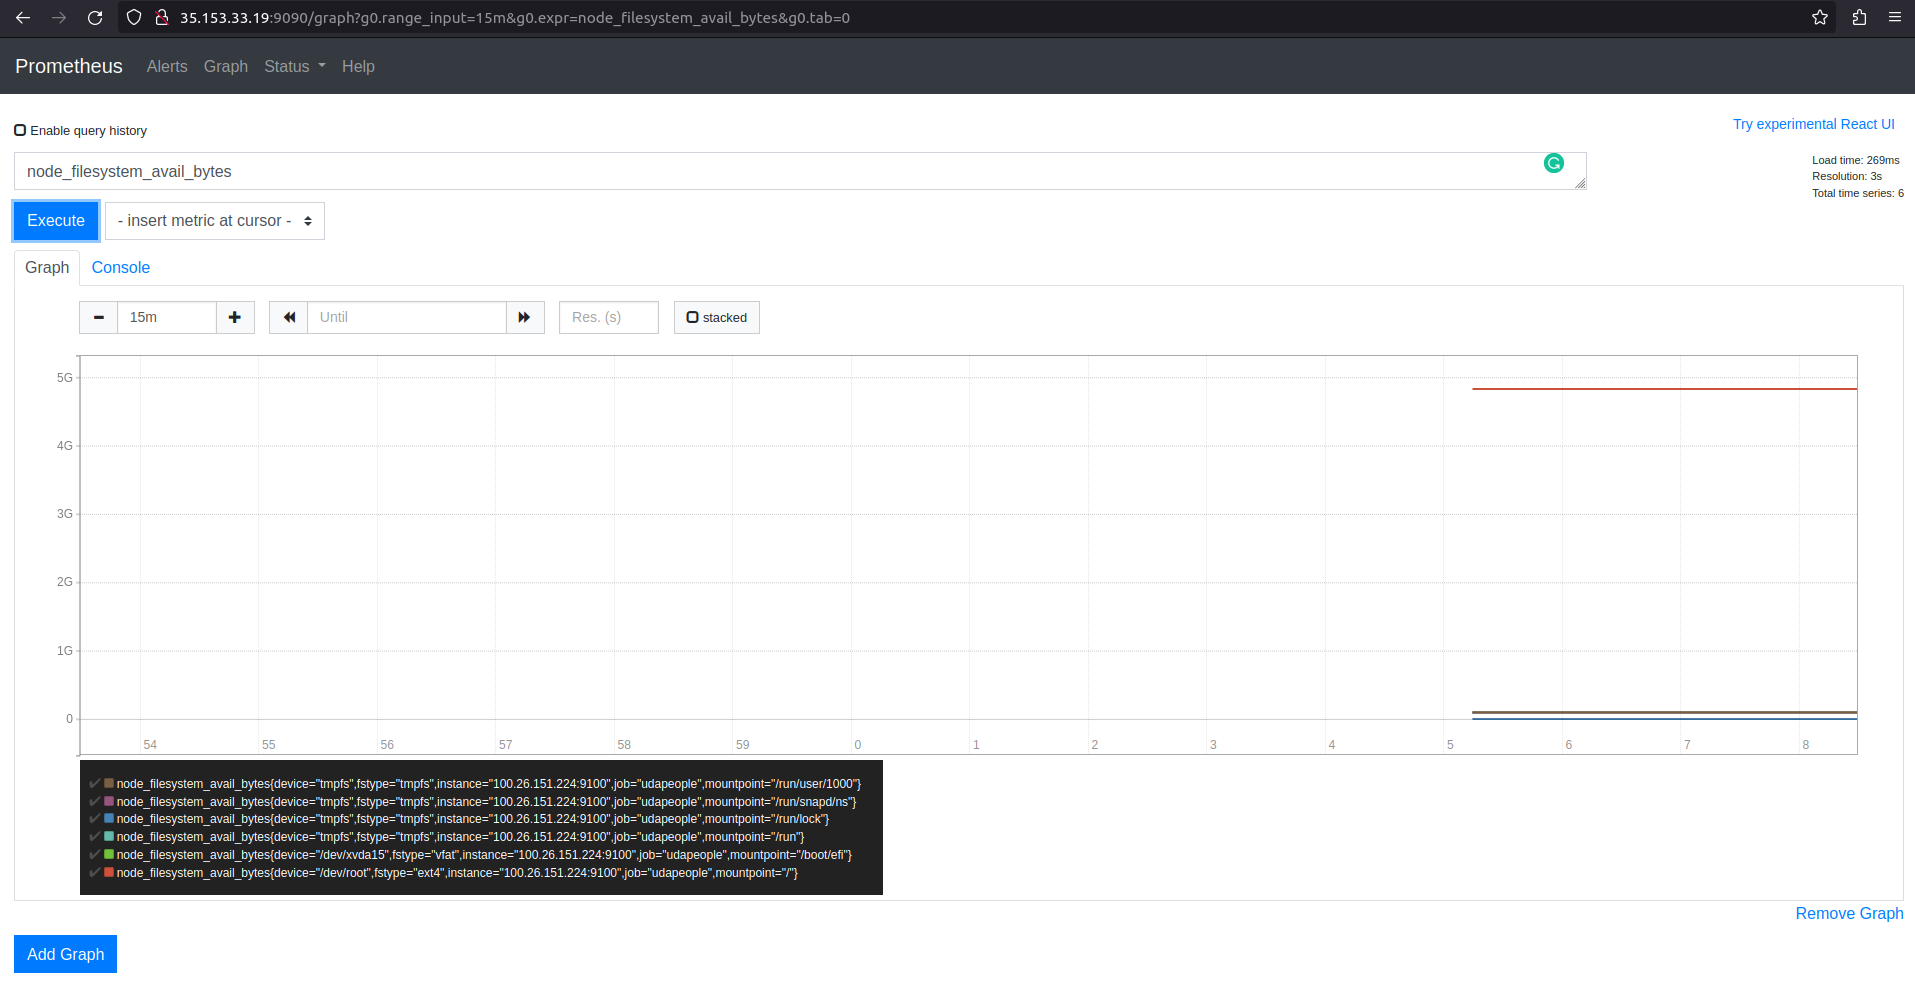 35.153.33.19:9090/graph?g0.range_input=15m&g0.expr=node_filesystem_avail_bytes&g0.tab=0
Prometheus Alerts Graph Status Help
Enable query history
Try experimental React UI
node_filesystem_avail_bytes
Load time: 269ms
Resolution: 3s
Total time series: 6
Execute - insert metric at cursor -
Graph Console
15m Until Res. (s) stacked
5G
4G
3G
2G
1G
0
54 55 56 57 58 59 0 1 2 3 4 5 6 7 8
node_filesystem_avail_bytes{device="tmpfs",fstype="tmpfs",instance="100.26.151.224:9100",job="udapeople",mountpoint="/run/user/1000"}
node_filesystem_avail_bytes{device="tmpfs",fstype="tmpfs",instance="100.26.151.224:9100",job="udapeople",mountpoint="/run/snapd/ns"}
node_filesystem_avail_bytes{device="tmpfs",fstype="tmpfs",instance="100.26.151.224:9100",job="udapeople",mountpoint="/run/lock"}
node_filesystem_avail_bytes{device="tmpfs",fstype="tmpfs",instance="100.26.151.224:9100",job="udapeople",mountpoint="/run"}
node_filesystem_avail_bytes{device="/dev/xvda15",fstype="vfat",instance="100.26.151.224:9100",job="udapeople",mountpoint="/boot/efi"}
node_filesystem_avail_bytes{device="/dev/root",fstype="ext4",instance="100.26.151.224:9100",job="udapeople",mountpoint="/"}
Remove Graph
Add Graph